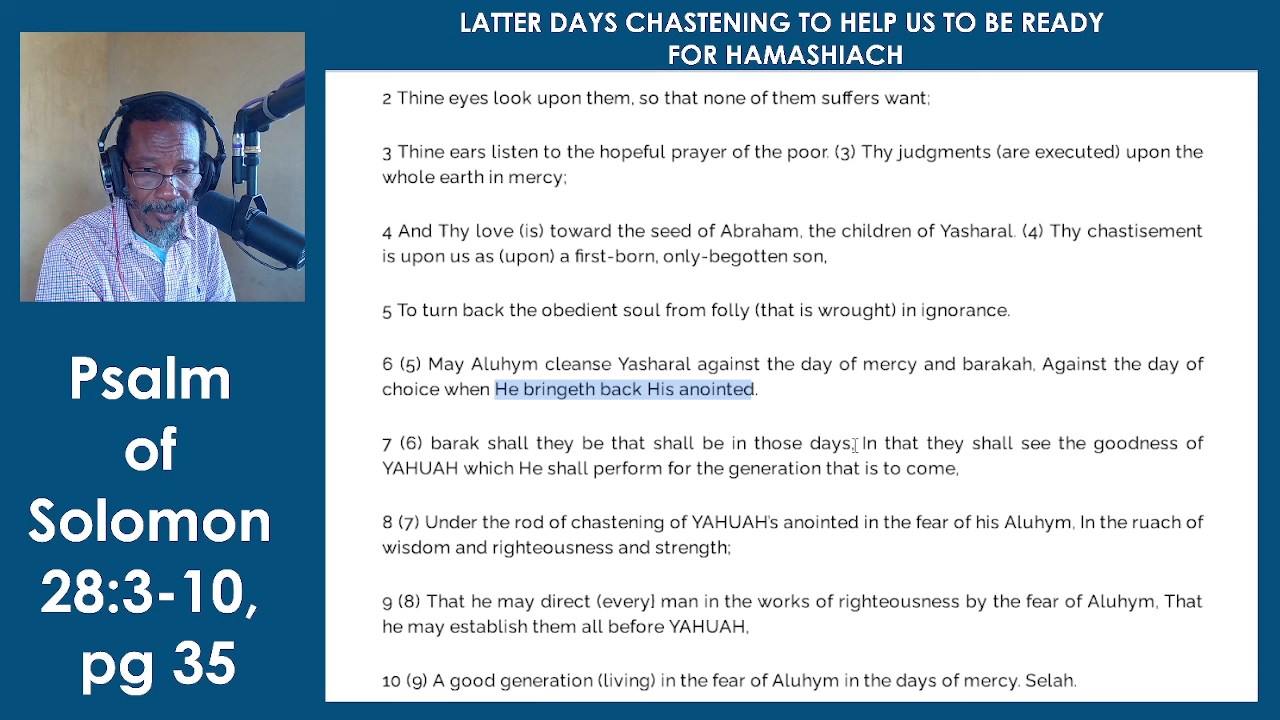 LATTER DAYS CHASTENING TO HELP US TO BE READY
FOR HAMASHIACH
2 Thine eyes look upon them, so that none of them suffers want;
3 Thine ears listen to the hopeful prayer of the poor. (3) Thy judgments (are executed) upon the
whole earth in mercy;
4 And Thy love (is) toward the seed of Abraham, the children of Yasharal. (4) Thy chastisement
is upon us as (upon) a first-born, only-begotten son,
5 To turn back the obedient soul from folly (that is wrought) in ignorance.
6 (5) May Aluhym cleanse Yasharal against the day of mercy and barakah, Against the day of
choice when He bringeth back His anointed.
7 (6) barak shall they be that shall be in those days, In that they shall see the goodness of
YAHUAH which He shall perform for the generation that is to come,
8 (7) Under the rod of chastening of YAHUAH's anointed in the fear of his Aluhym, In the ruach of
wisdom and righteousness and strength;
9 (8) That he may direct (every] man in the works of righteousness by the fear of Aluhym, That
he may establish them all before YAHUAH,
10 (9) A good generation (living) in the fear of Aluhym in the days of mercy. Selah.
Psalm
of
Solomon
28:3-10,
pg 35